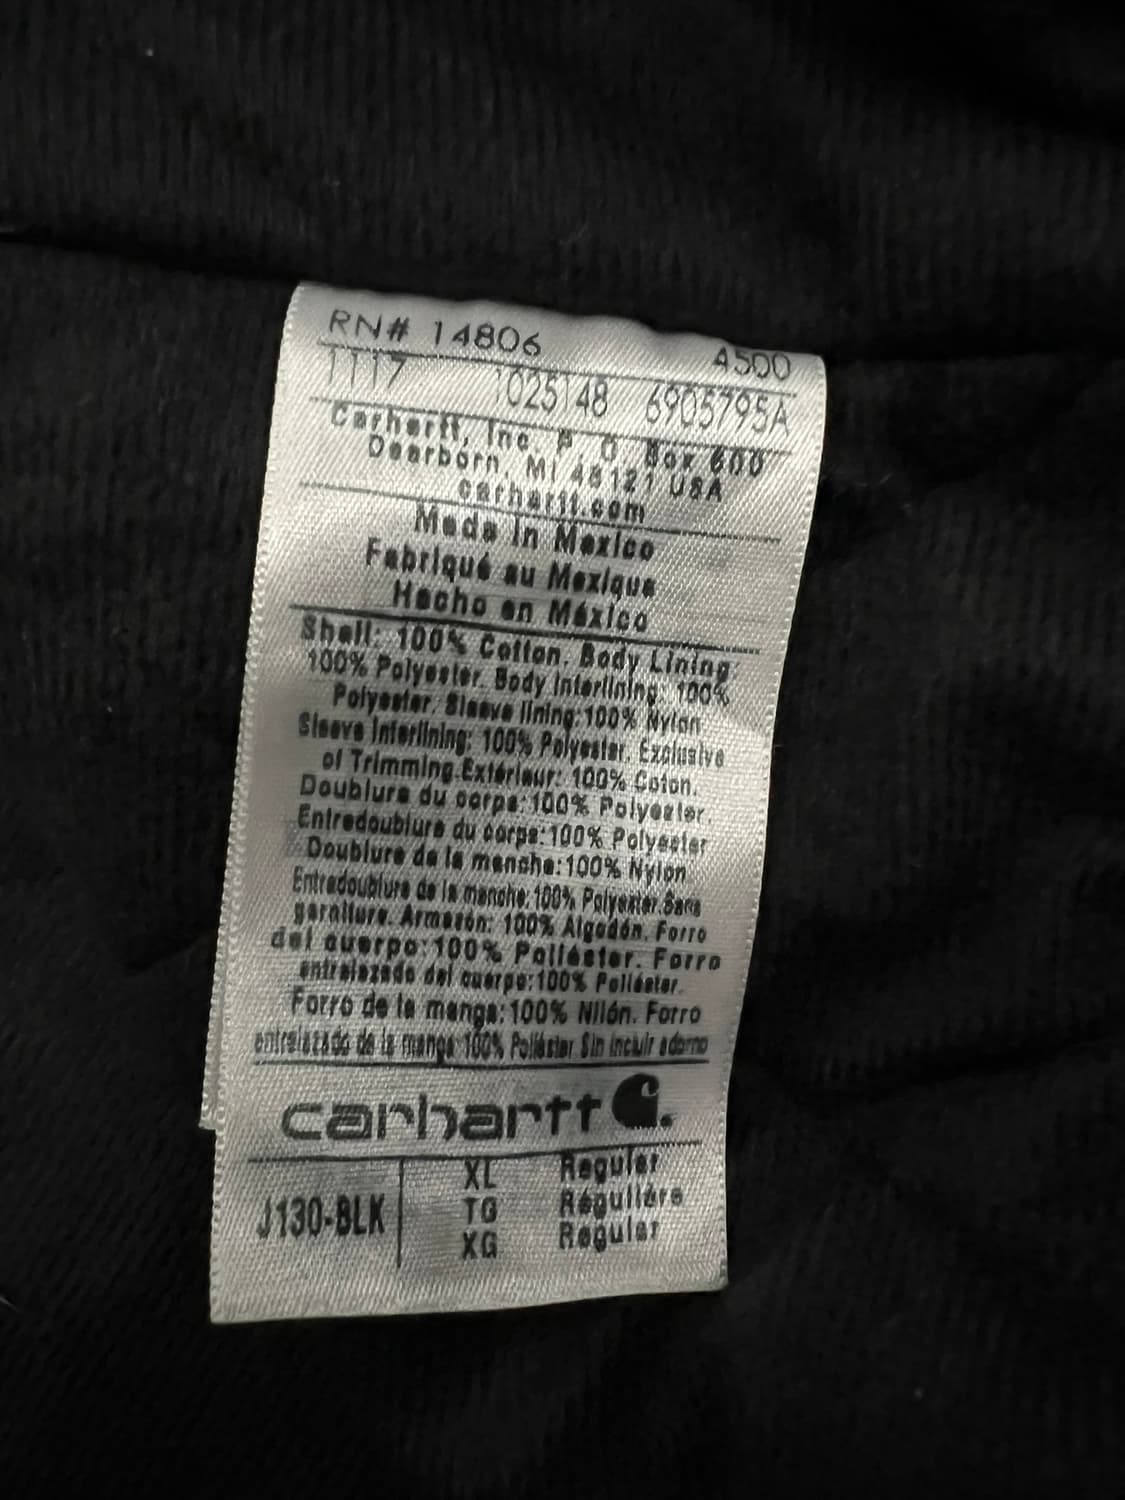 RN# 14806 4500
1117 1025148 6905795A
Carhartt, Inc. P. O. Box 600
Dearborn, MI 48121 USA
carhartt.com
Made in Mexico
Fabriqué au Mexique
Hecho en México
Shell: 100% Cotton. Body Lining:
100% Polyester. Body Interlining: 100%
Polyester. Sleeve lining:100% Nylon
Sleeve Interlining: 100% Polyester. Exclusive
of Trimming.Extérieur: 100% Coton.
Doublure du corps:100% Polyester
Entredoublure du corps:100% Polyester
Doublure de la manche:100% Nylon
Entredoublure de la manche:100% Polyester.Sans
garniture. Armazón: 100% Algodón. Forro
del cuerpo:100% Poliéster. Forro
entrelazado del cuerpo:100% Poliéster.
Forro de la manga:100% Nilón. Forro
entrelazado de la manga:100% Poliéster Sin incluir adorno
carhartt
J130-BLK
XL Regular
TG Régulière
XG Regular